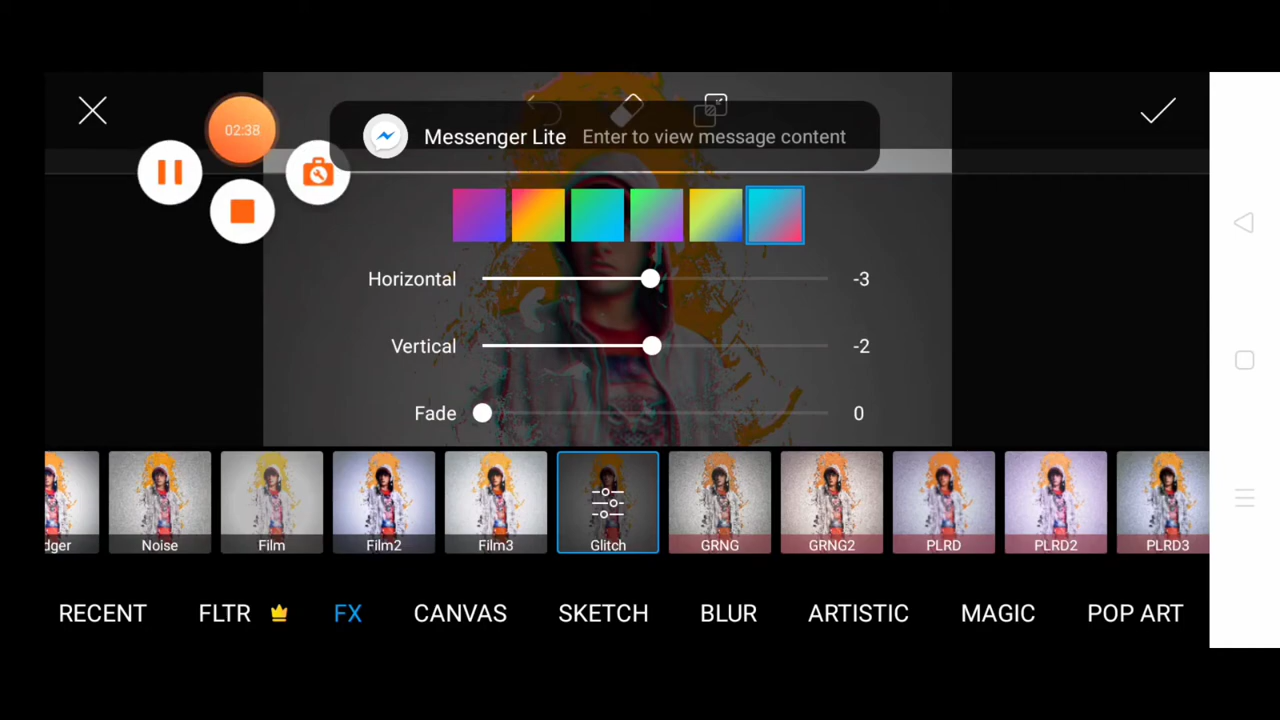 02:38
Messenger Lite Enter to view message content
Horizontal -3
Vertical -2
Fade 0
dger Noise Film Film2 Film3 Glitch GRNG GRNG2 PLRD PLRD2 PLRD3
RECENT FLTR FX CANVAS SKETCH BLUR ARTISTIC MAGIC POP ART